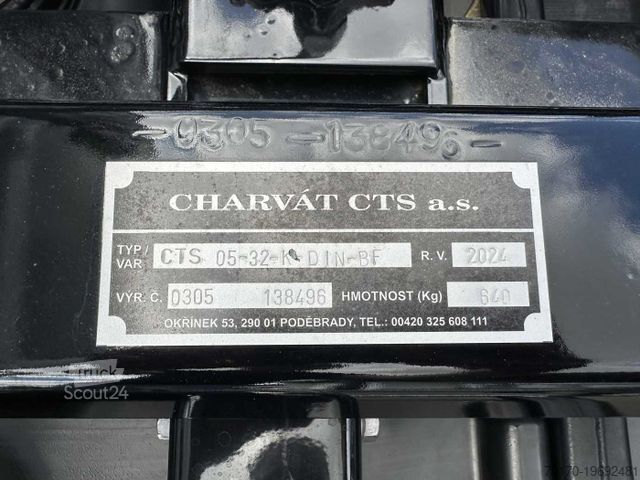 -0305-138496-
CHARVÁT CTS a.s.
TYP/VAR CTS 05-32-K DIN-BF R. V. 2024
VYR. Č. 0305 138496 HMOTNOST (Kg) 640
OKŘÍNEK 53, 290 01 PODĚBRADY, TEL.: 00420 325 608 111
Truck
Scout24